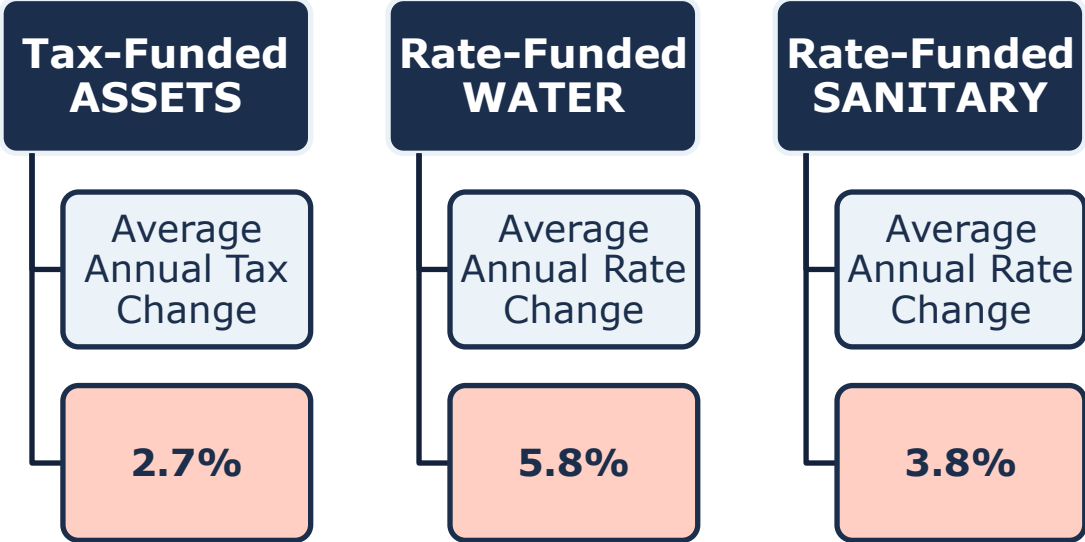 Tax-Funded
ASSETS
Average
Annual Tax
Change
2.7%
Rate-Funded
WATER
Average
Annual Rate
Change
5.8%
Rate-Funded
SANITARY
Average
Annual Rate
Change
3.8%